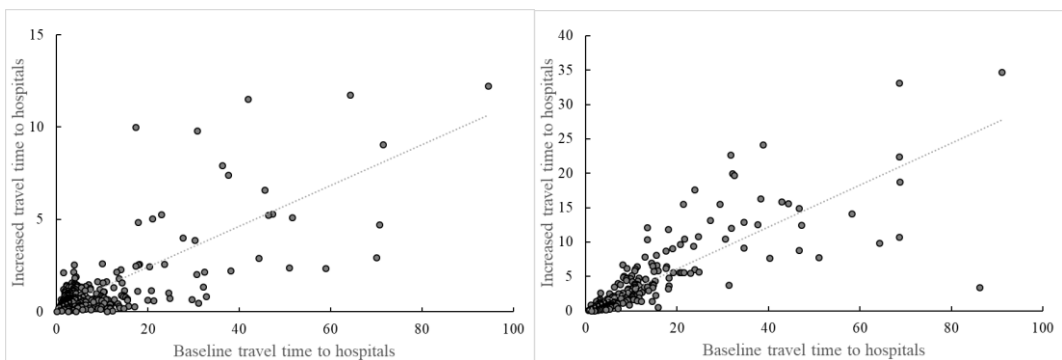 Increased travel time to hospitals
15
10
5
0
0 20 40 60 80 100
Baseline travel time to hospitals
Increased travel time to hospitals
40
35
30
25
20
15
10
5
0
0 20 40 60 80 100
Baseline travel time to hospitals